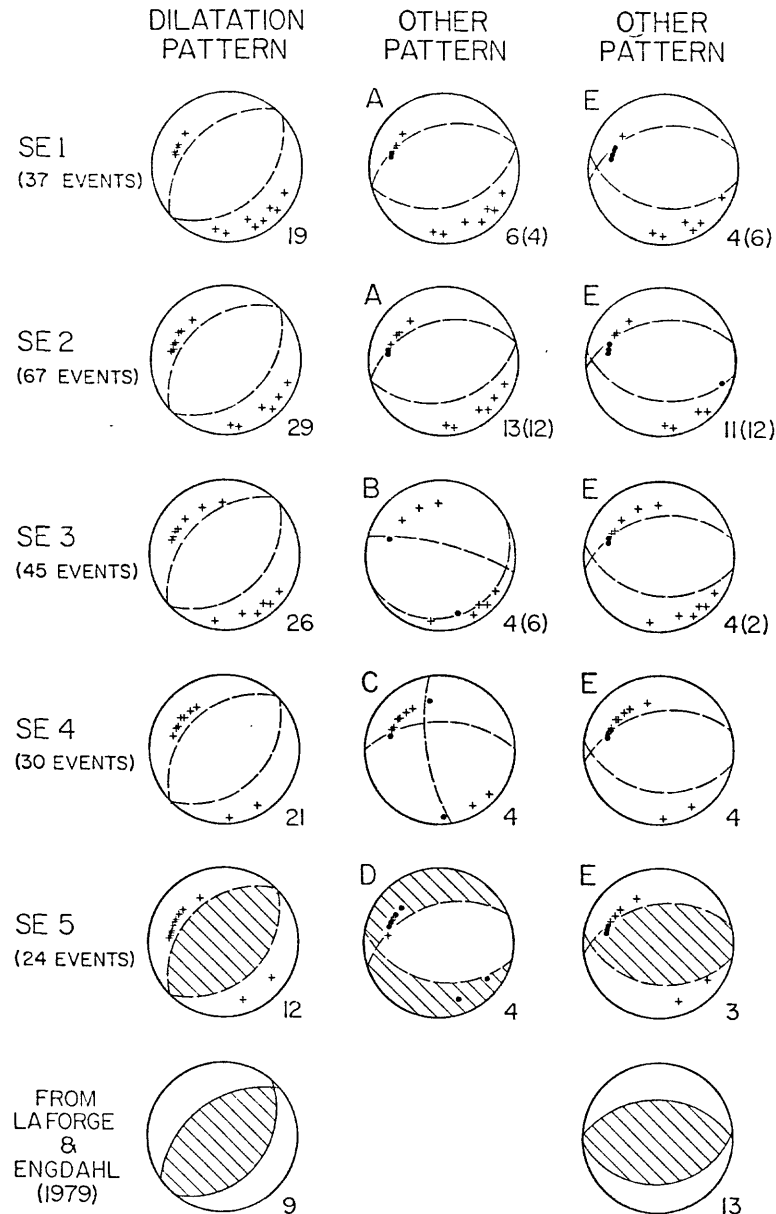 DILATATION
PATTERN
OTHER
PATTERN
OTHER
PATTERN
SE 1
(37 EVENTS)
19
A
6(4)
E
4(6)
SE 2
(67 EVENTS)
29
A
13(12)
E
11(12)
SE 3
(45 EVENTS)
26
B
4(6)
E
4(2)
SE 4
(30 EVENTS)
21
C
4
E
4
SE 5
(24 EVENTS)
12
D
4
E
3
FROM
LAFORGE
&
ENGDAHL
(1979)
9
13